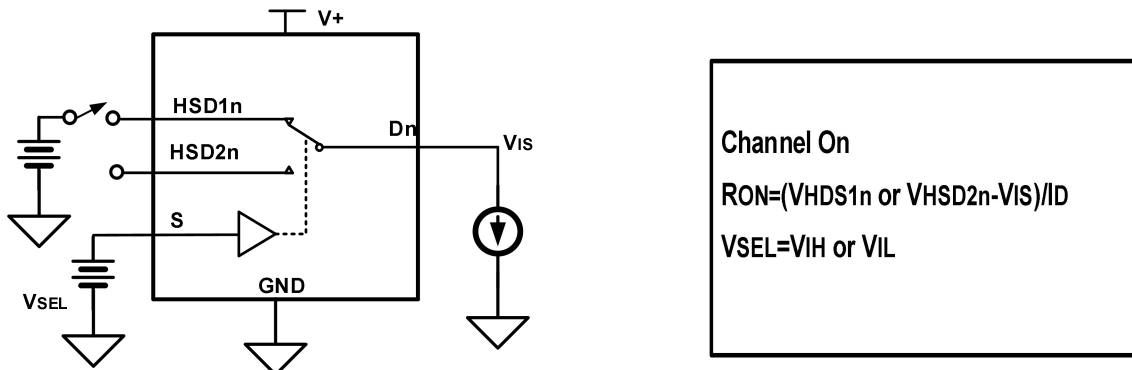 V+
HSD1n
Dn
VIS
HSD2n
S
GND
VSEL
Channel On
RON=(VHDS1n or VHSD2n-VIS)/ID
VSEL=VIH or VIL